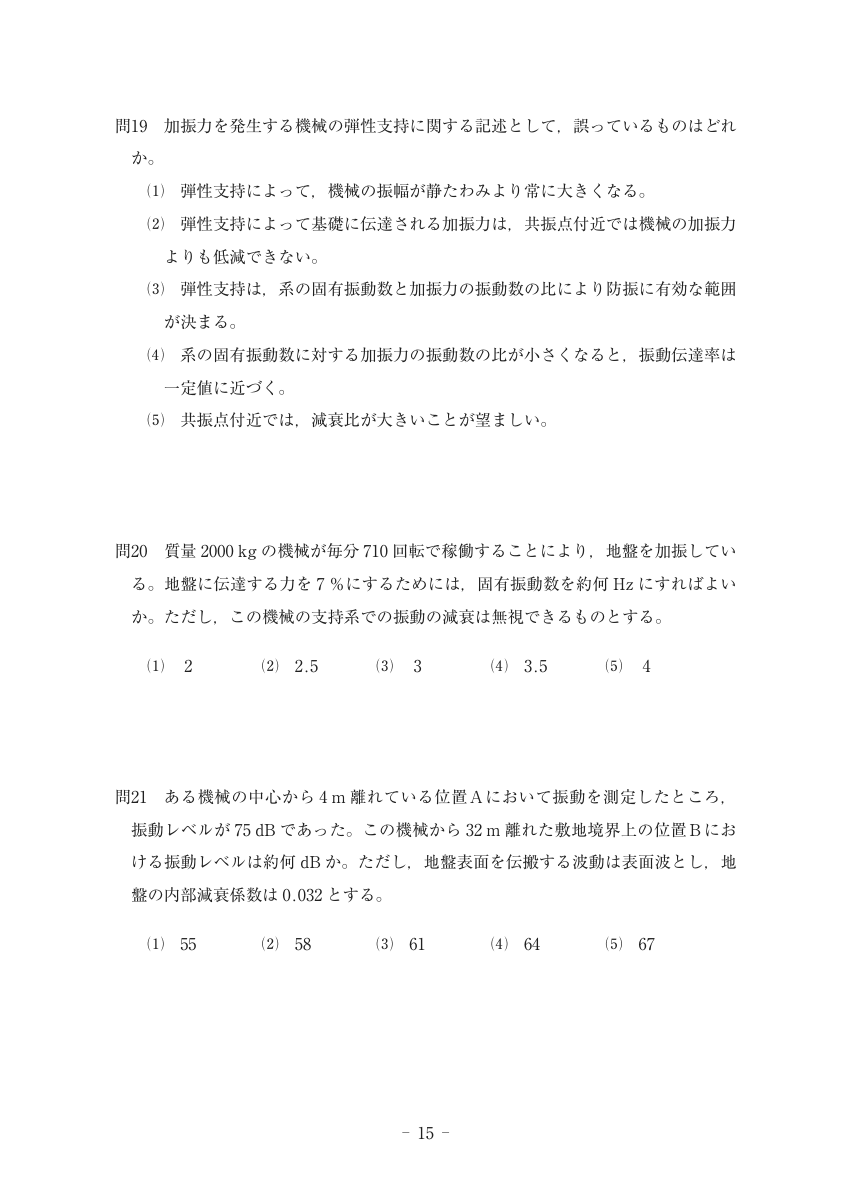 問19　加振力を発生する機械の弾性支持に関する記述として，誤っているものはどれ
か。
⑴　弾性支持によって，機械の振幅が静たわみより常に大きくなる。
⑵　弾性支持によって基礎に伝達される加振力は，共振点付近では機械の加振力
よりも低減できない。
⑶　弾性支持は，系の固有振動数と加振力の振動数の比により防振に有効な範囲
が決まる。
⑷　系の固有振動数に対する加振力の振動数の比が小さくなると，振動伝達率は
一定値に近づく。
⑸　共振点付近では，減衰比が大きいことが望ましい。
問20　質量 2000 kg の機械が毎分 710 回転で稼働することにより，地盤を加振してい
る。地盤に伝達する力を 7 %にするためには，固有振動数を約何 Hz にすればよい
か。ただし，この機械の支持系での振動の減衰は無視できるものとする。
⑴　2　⑵　2.5　⑶　3　⑷　3.5　⑸　4
問21　ある機械の中心から 4 m 離れている位置 A において振動を測定したところ，
振動レベルが 75 dB であった。この機械から 32 m 離れた敷地境界上の位置 B にお
ける振動レベルは約何 dB か。ただし，地盤表面を伝搬する波動は表面波とし，地
盤の内部減衰係数は 0.032 とする。
⑴　55　⑵　58　⑶　61　⑷　64　⑸　67
- 15 -